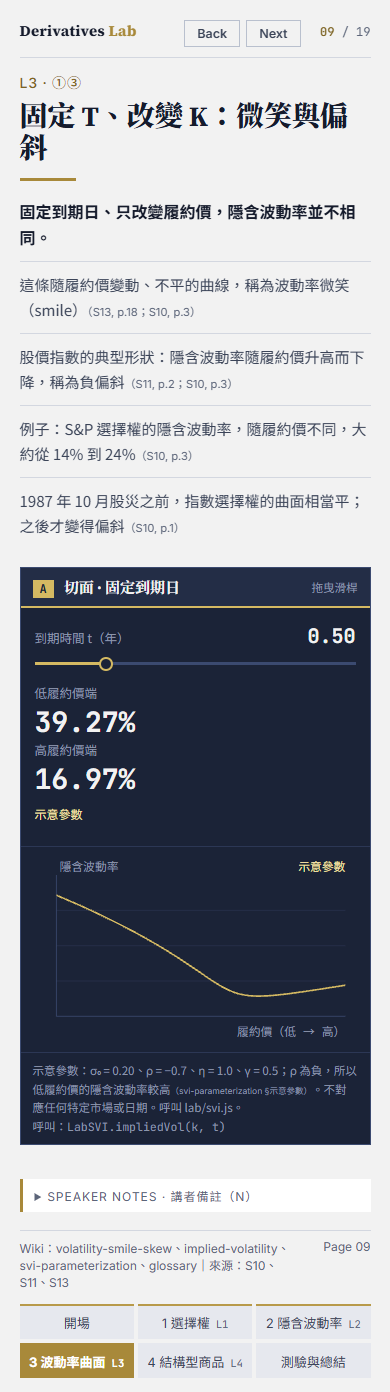 Derivatives Lab
Back
Next
09 / 19
L3 · ①③
固定 T、改變 K：微笑與偏
斜
固定到期日、只改變履約價，隱含波動率並不相
同。
這條隨履約價變動、不平的曲線，稱為波動率微笑
（smile）（S13, p.18；S10, p.3）
股價指數的典型形狀：隱含波動率隨履約價升高而下
降，稱為負偏斜（S11, p.2；S10, p.3）
例子：S&P 選擇權的隱含波動率，隨履約價不同，大
約從 14% 到 24%（S10, p.3）
1987 年 10 月股災之前，指數選擇權的曲面相當平；
之後才變得偏斜（S10, p.1）
A 切面·固定到期日
拖曳滑桿
到期時間 t（年）
0.50
低履約價端
39.27%
高履約價端
16.97%
示意參數
隱含波動率
示意參數
履約價（低 → 高）
示意參數：σ₀ = 0.20、ρ = −0.7、η = 1.0、γ = 0.5；ρ 為負，所以
低履約價的隱含波動率較高（svi-parameterization §示意參數）。不對
應任何特定市場或日期。呼叫 lab/svi.js。
呼叫：LabSVI.impliedVol(k, t)
▶ SPEAKER NOTES · 講者備註（N）
Wiki：volatility-smile-skew、implied-volatility、
svi-parameterization、glossary｜來源：S10、
S11、S13
Page 09
開場
1 選擇權 L1
2 隱含波動率 L2
3 波動率曲面 L3
4 結構型商品 L4
測驗與總結